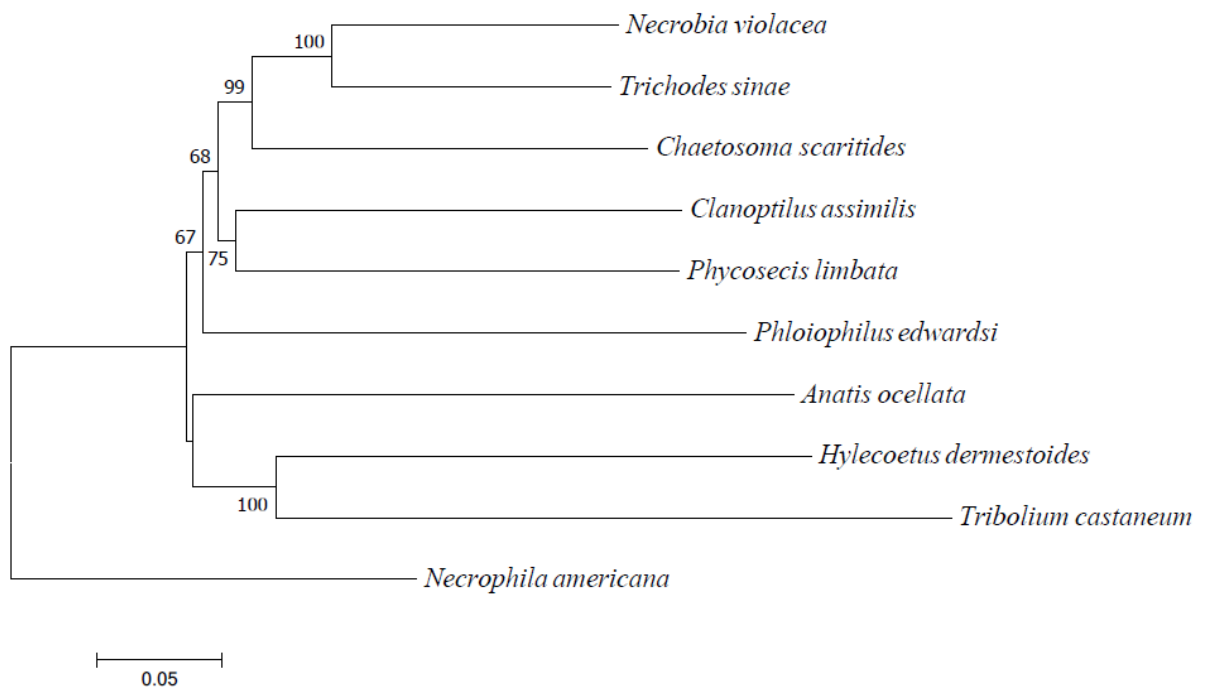 Necrobia violacea
100
Trichodes sinae
99
Chaetosoma scaritides
68
Clanoptilus assimilis
67
75
Phycosecis limbata
Phloiophilus edwardsi
Anatis ocellata
Hylecoetus dermestoides
100
Tribolium castaneum
Necrophila americana
0.05